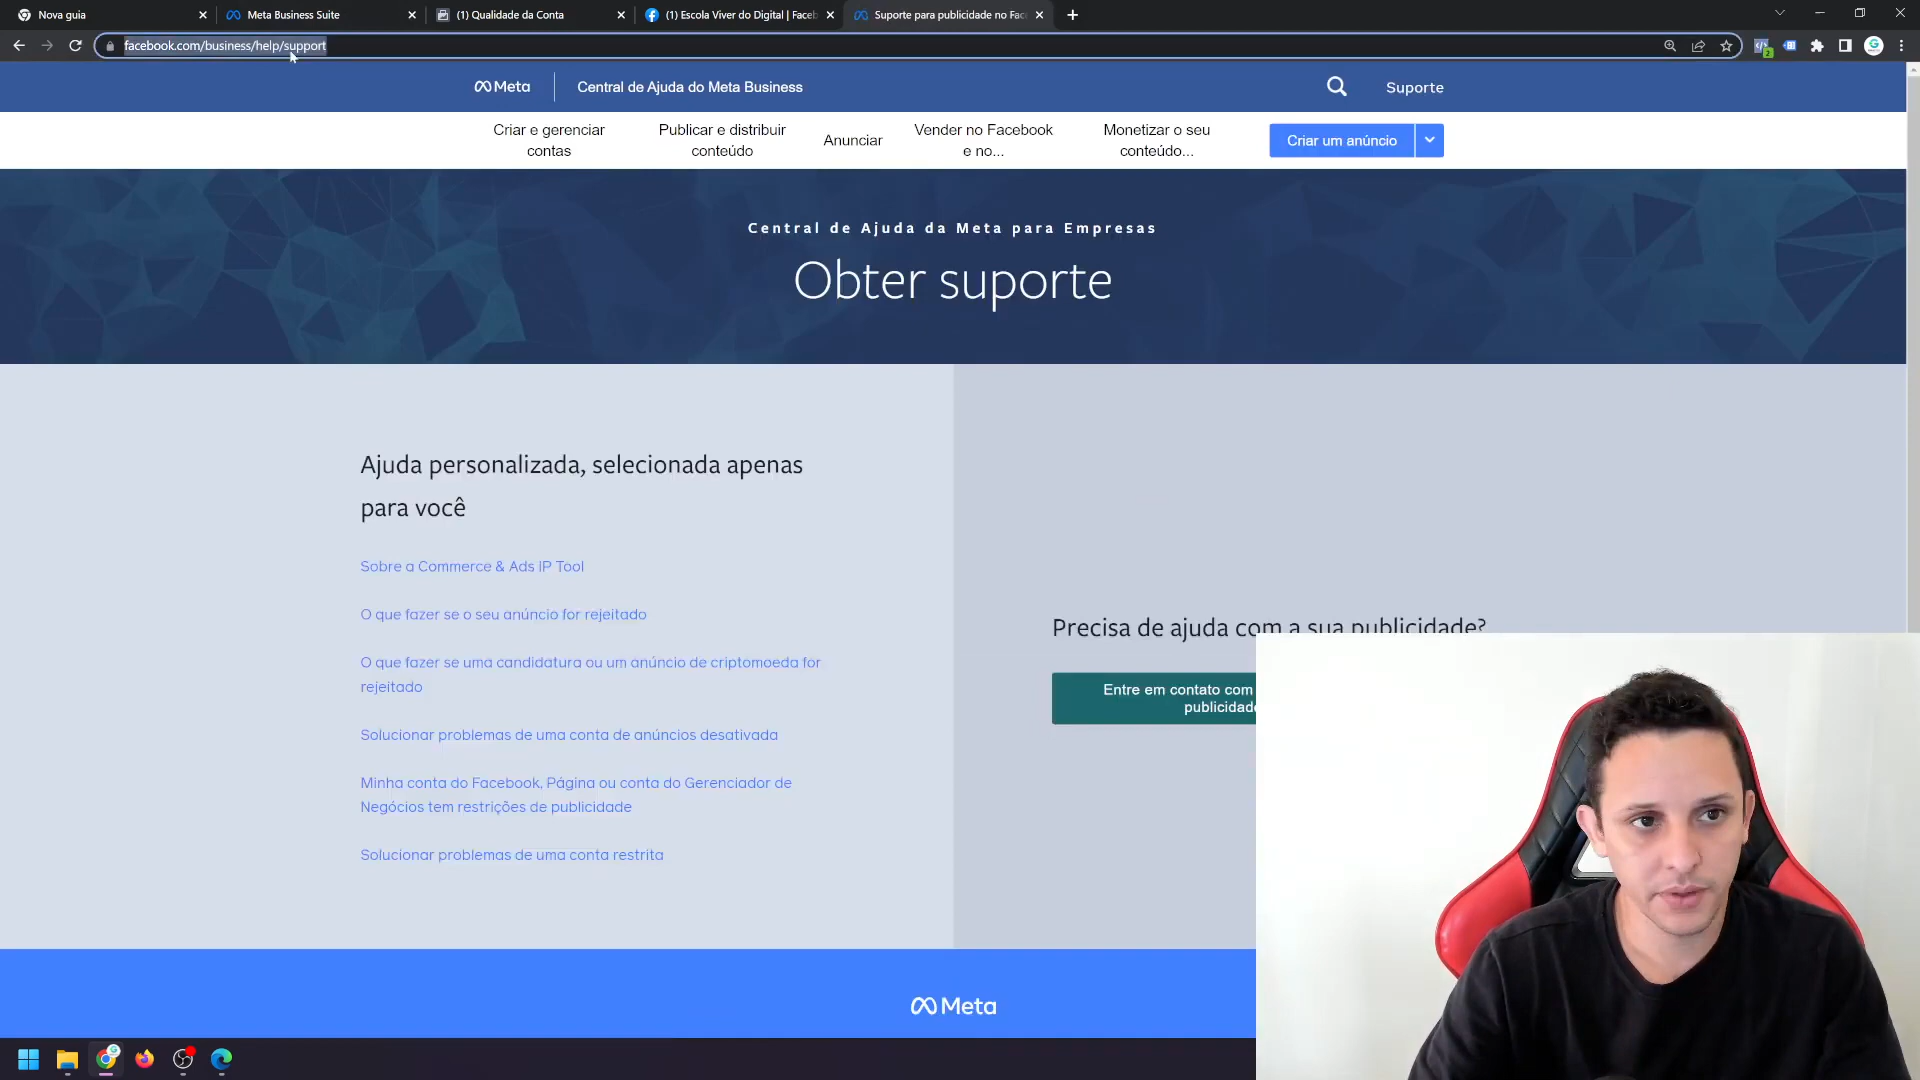 Nova guia
Meta Business Suite
(1) Qualidade da Conta
(1) Escola Viver do Digital | Faceb
Suporte para publicidade no Fac
facebook.com/business/help/support
Meta
Central de Ajuda do Meta Business
Suporte
Criar e gerenciar
contas
Publicar e distribuir
conteúdo
Anunciar
Vender no Facebook
e no...
Monetizar o seu
conteúdo...
Criar um anúncio
Central de Ajuda da Meta para Empresas
Obter suporte
Ajuda personalizada, selecionada apenas
para você
Sobre a Commerce & Ads IP Tool
O que fazer se o seu anúncio for rejeitado
O que fazer se uma candidatura ou um anúncio de criptomoeda for
rejeitado
Solucionar problemas de uma conta de anúncios desativada
Minha conta do Facebook, Página ou conta do Gerenciador de
Negócios tem restrições de publicidade
Solucionar problemas de uma conta restrita
Precisa de ajuda com a sua publicidade?
Entre em contato com
publicidade
Meta